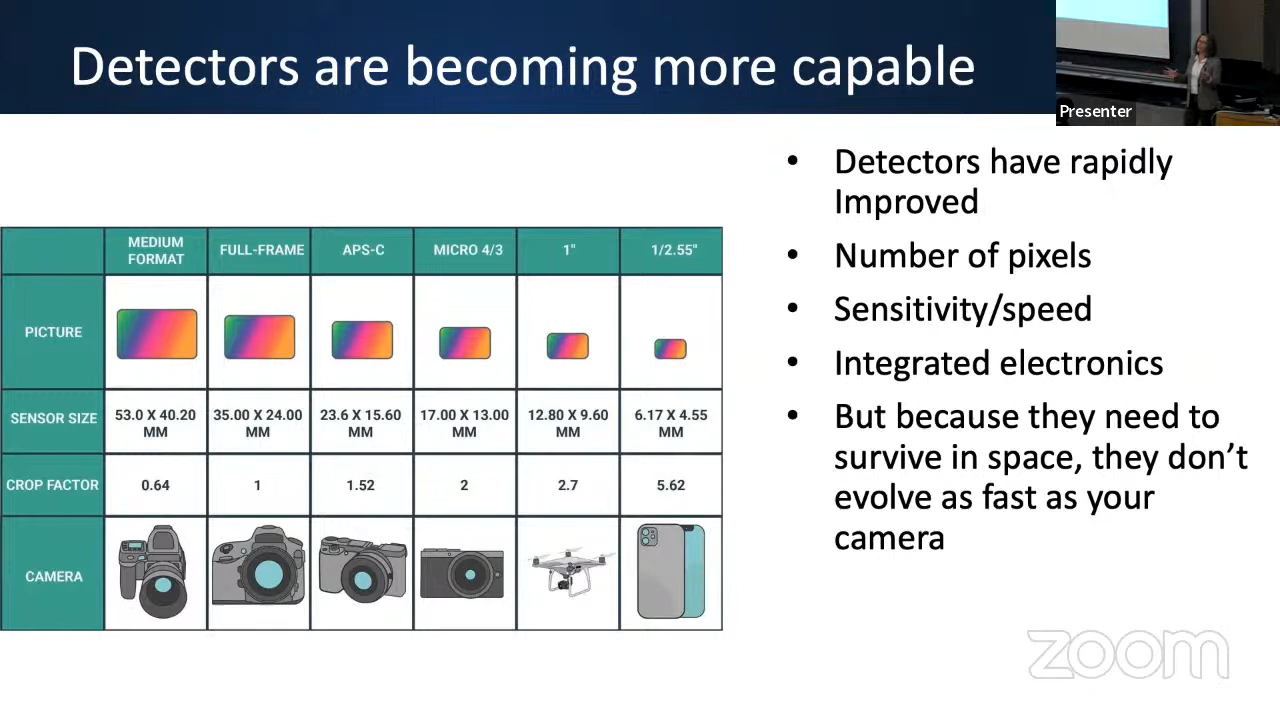 Detectors are becoming more capable
Presenter
MEDIUM FORMAT FULL-FRAME APS-C MICRO 4/3 1" 1/2.55"
PICTURE
SENSOR SIZE 53.0 X 40.20 MM 35.00 X 24.00 MM 23.6 X 15.60 MM 17.00 X 13.00 MM 12.80 X 9.60 MM 6.17 X 4.55 MM
CROP FACTOR 0.64 1 1.52 2 2.7 5.62
CAMERA
• Detectors have rapidly
Improved
• Number of pixels
• Sensitivity/speed
• Integrated electronics
• But because they need to
survive in space, they don’t
evolve as fast as your
camera
zoom